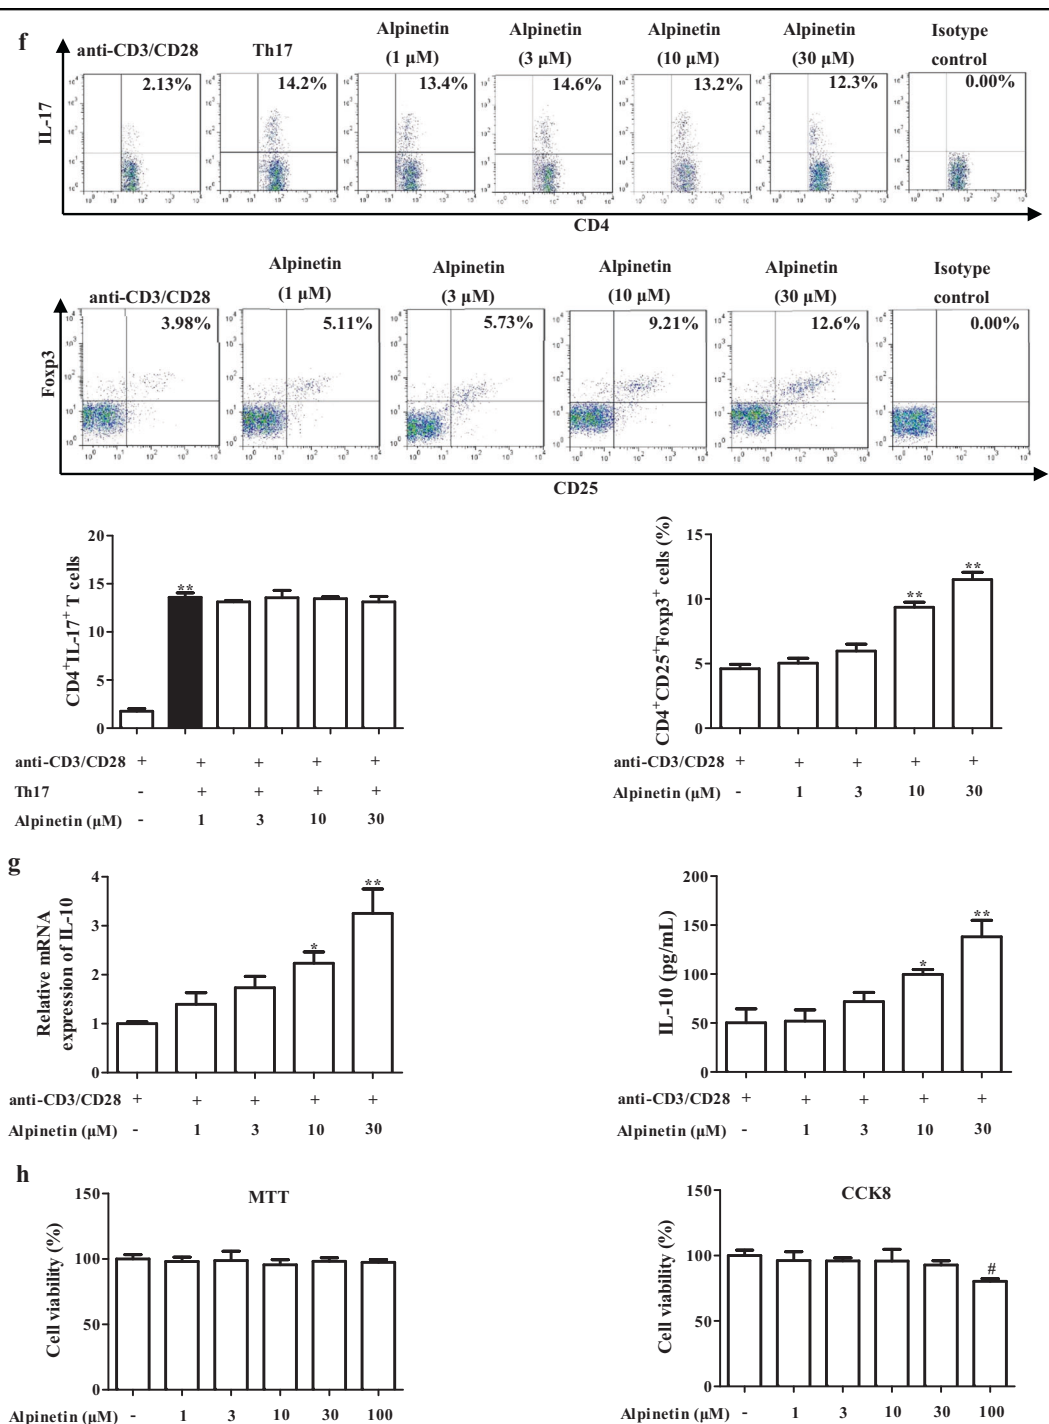 f
anti-CD3/CD28 Th17 Alpinetin (1 μM) Alpinetin (3 μM) Alpinetin (10 μM) Alpinetin (30 μM) Isotype control
2.13% 14.2% 13.4% 14.6% 13.2% 12.3% 0.00%
IL-17
CD4
anti-CD3/CD28 Alpinetin (1 μM) Alpinetin (3 μM) Alpinetin (10 μM) Alpinetin (30 μM) Isotype control
3.98% 5.11% 5.73% 9.21% 12.6% 0.00%
Foxp3
CD25
CD4+IL-17+ T cells
20
15
10
5
0
**
anti-CD3/CD28 + + + + +
Th17 - + + + +
Alpinetin (μM) - 1 3 10 30
CD4+CD25+Foxp3+ cells (%)
15
10
5
0
** **
anti-CD3/CD28 + + + + +
Alpinetin (μM) - 1 3 10 30
g
Relative mRNA
expression of IL-10
4
3
2
1
0
* **
anti-CD3/CD28 + + + + +
Alpinetin (μM) - 1 3 10 30
IL-10 (pg/mL)
200
150
100
50
0
* **
anti-CD3/CD28 + + + + +
Alpinetin (μM) - 1 3 10 30
h
MTT
Cell viability (%)
150
100
50
0
Alpinetin (μM) - 1 3 10 30 100
CCK8
Cell viability (%)
150
100
50
0
#
Alpinetin (μM) - 1 3 10 30 100